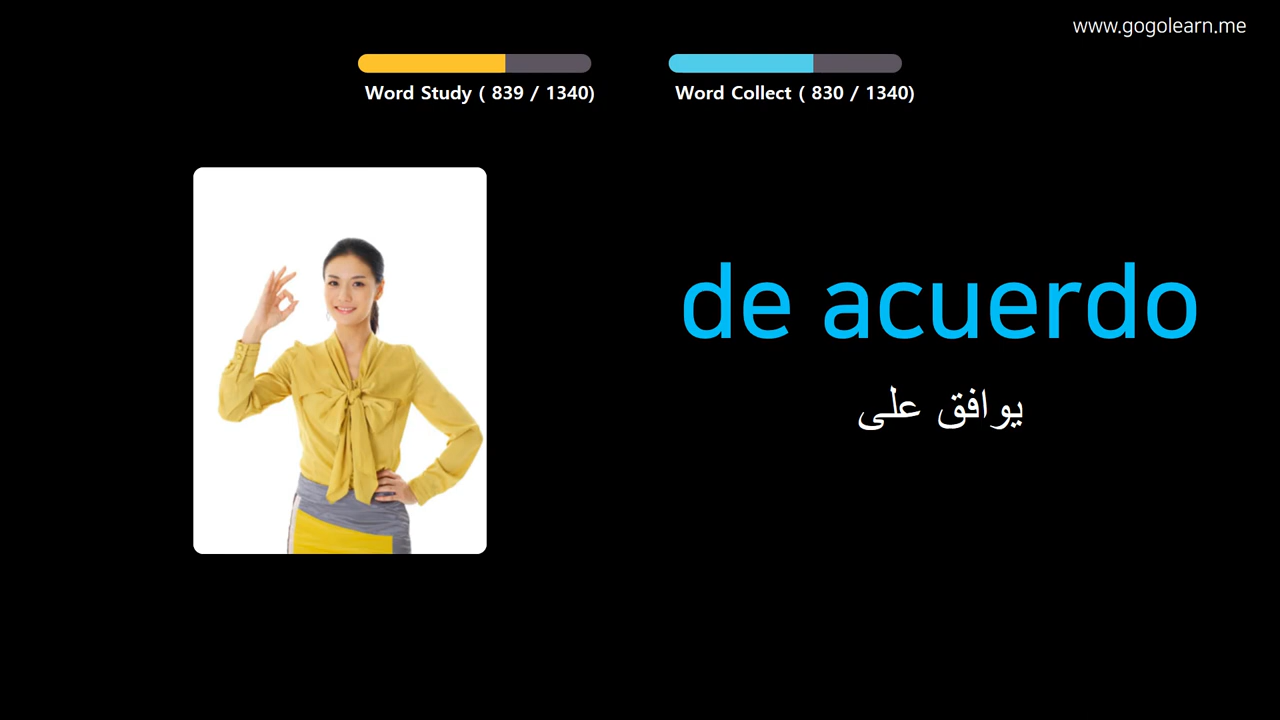 www.gogolearn.me
Word Study ( 839 / 1340)
Word Collect ( 830 / 1340)
de acuerdo
يوافق على